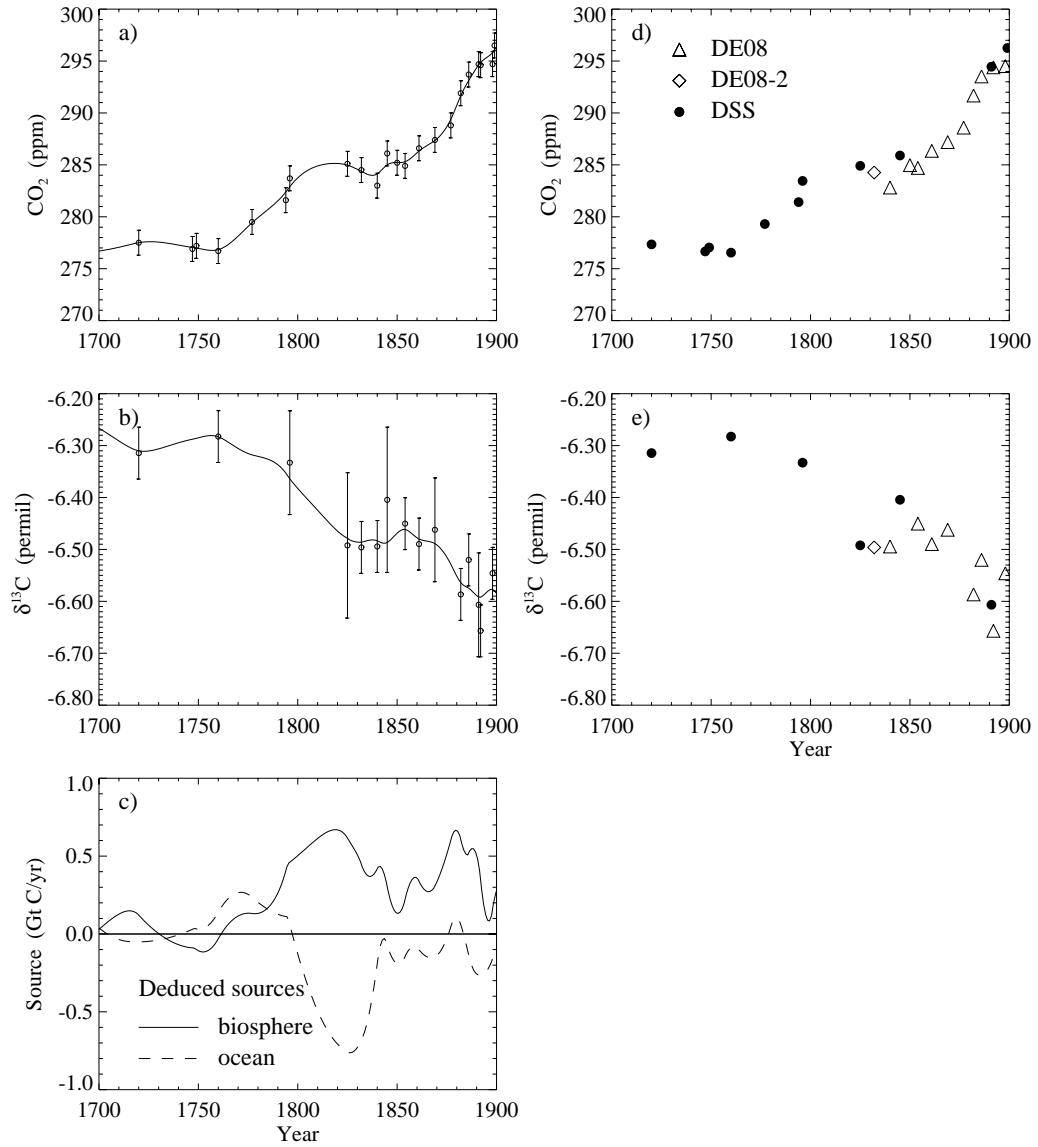 a)
300
295
290
285
280
275
270
CO₂ (ppm)
1700 1750 1800 1850 1900
d)
DE08
DE08-2
DSS
300
295
290
285
280
275
270
CO₂ (ppm)
1700 1750 1800 1850 1900
b)
-6.20
-6.30
-6.40
-6.50
-6.60
-6.70
-6.80
δ¹³C (permil)
1700 1750 1800 1850 1900
e)
-6.20
-6.30
-6.40
-6.50
-6.60
-6.70
-6.80
δ¹³C (permil)
1700 1750 1800 1850 1900
Year
c)
1.0
0.5
0.0
-0.5
-1.0
Source (Gt C/yr)
Deduced sources
biosphere
ocean
1700 1750 1800 1850 1900
Year